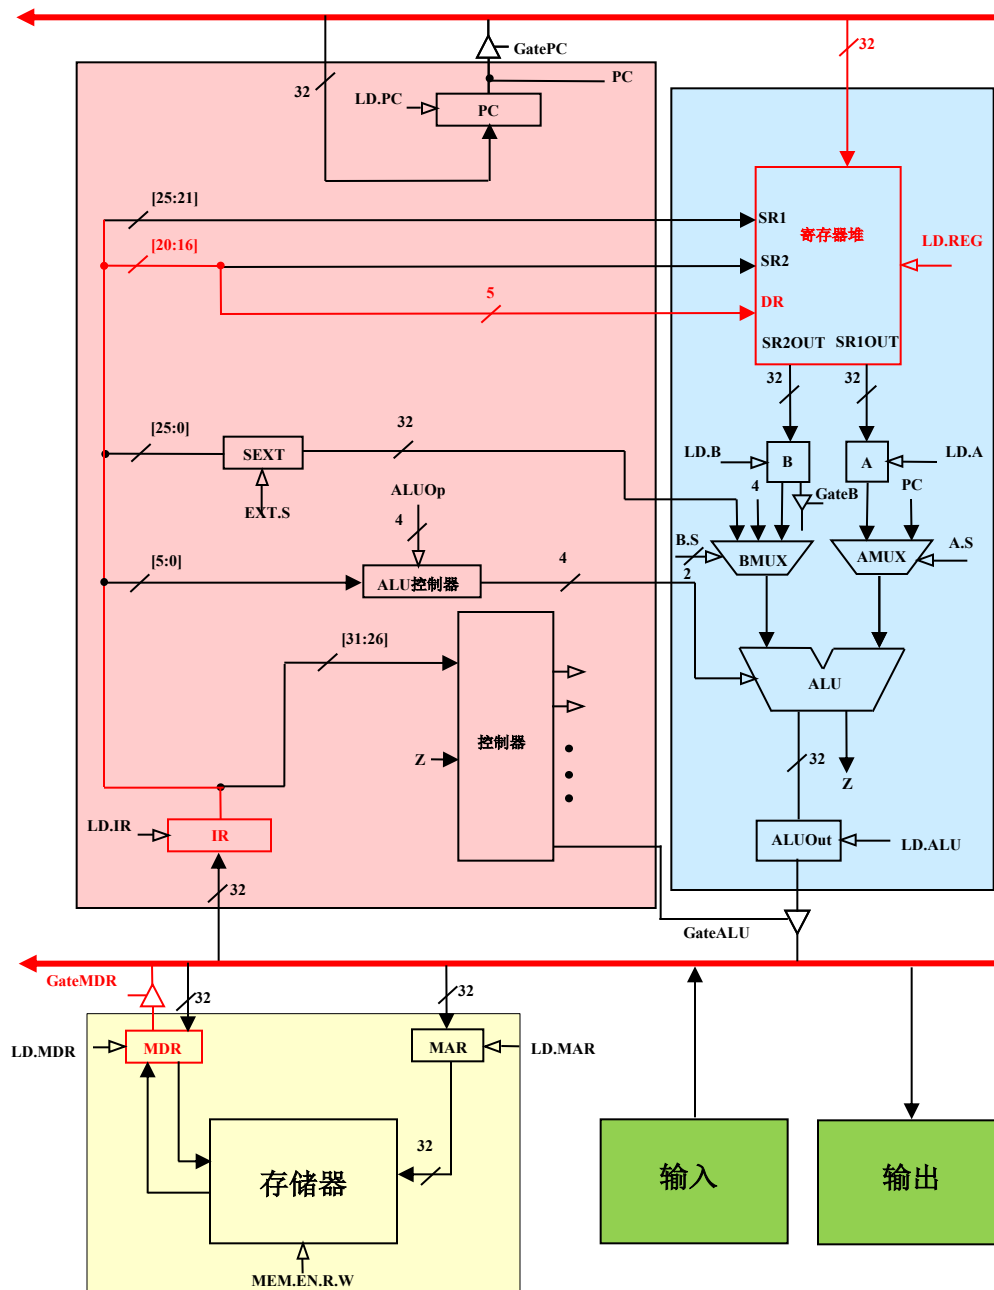 GatePC
32
32
PC
LD.PC
PC
[25:21]
SR1
寄存器堆
LD.REG
[20:16]
SR2
5
DR
SR2OUT
SR1OUT
32
32
[25:0]
32
SEXT
LD.B
B
A
LD.A
EXT.S
ALUOp
4
GateB
PC
4
B.S
2
BMUX
AMUX
A.S
[5:0]
ALU控制器
4
[31:26]
ALU
控制器
Z
32
Z
LD.IR
IR
ALUOut
LD.ALU
32
GateALU
GateMDR
32
32
LD.MDR
MDR
MAR
LD.MAR
32
存储器
输入
输出
MEM.EN.R.W